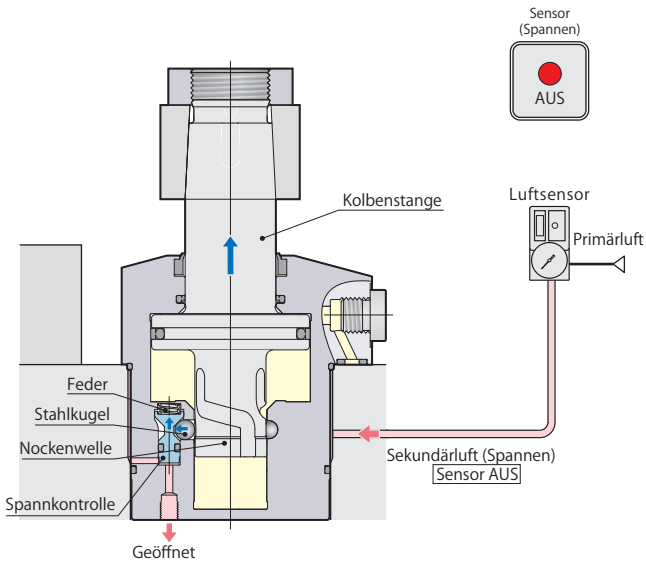 Sensor
(Spannen)
AUS
Kolbenstange
Luftsensor
Primärluft
Feder
Stahlkugel
Nockenwelle
Spannkontrolle
Sekundärluft (Spannen)
Sensor AUS
Geöffnet